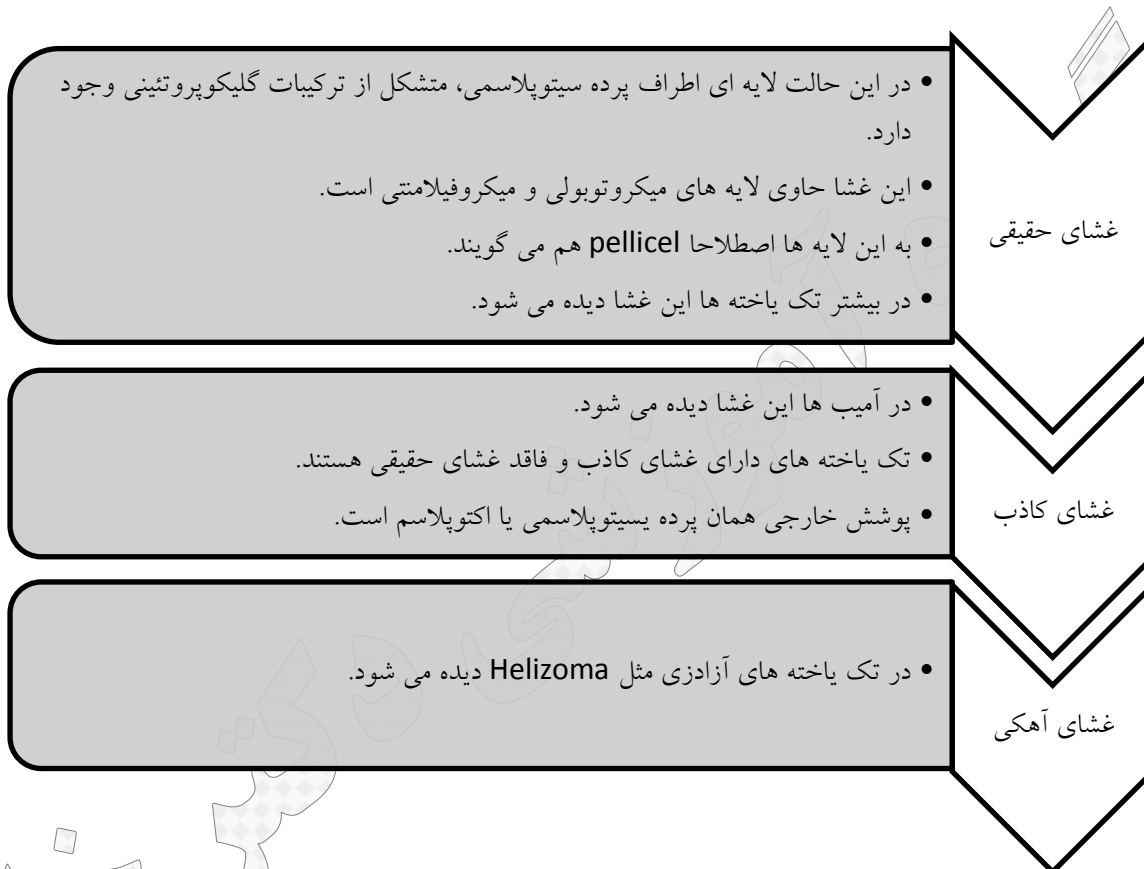 • در این حالت لایه ای اطراف پرده سیتوپلاسمی، متشکل از ترکیبات گلیکوپروتئینی وجود
دارد.
• این غشا حاوی لایه های میکروتوبولی و میکروفیلامنتی است.
غشای حقیقی
• به این لایه ها اصطلاحا pellicel هم می گویند.
• در بیشتر تک یاخته ها این غشا دیده می شود.
• در آمیب ها این غشا دیده می شود.
• تک یاخته های دارای غشای کاذب و فاقد غشای حقیقی هستند.
غشای کاذب
• پوشش خارجی همان پرده یسیتوپلاسمی یا اکتوپلاسم است.
• در تک یاخته های آزادزی مثل Helizoma دیده می شود.
غشای آهکی